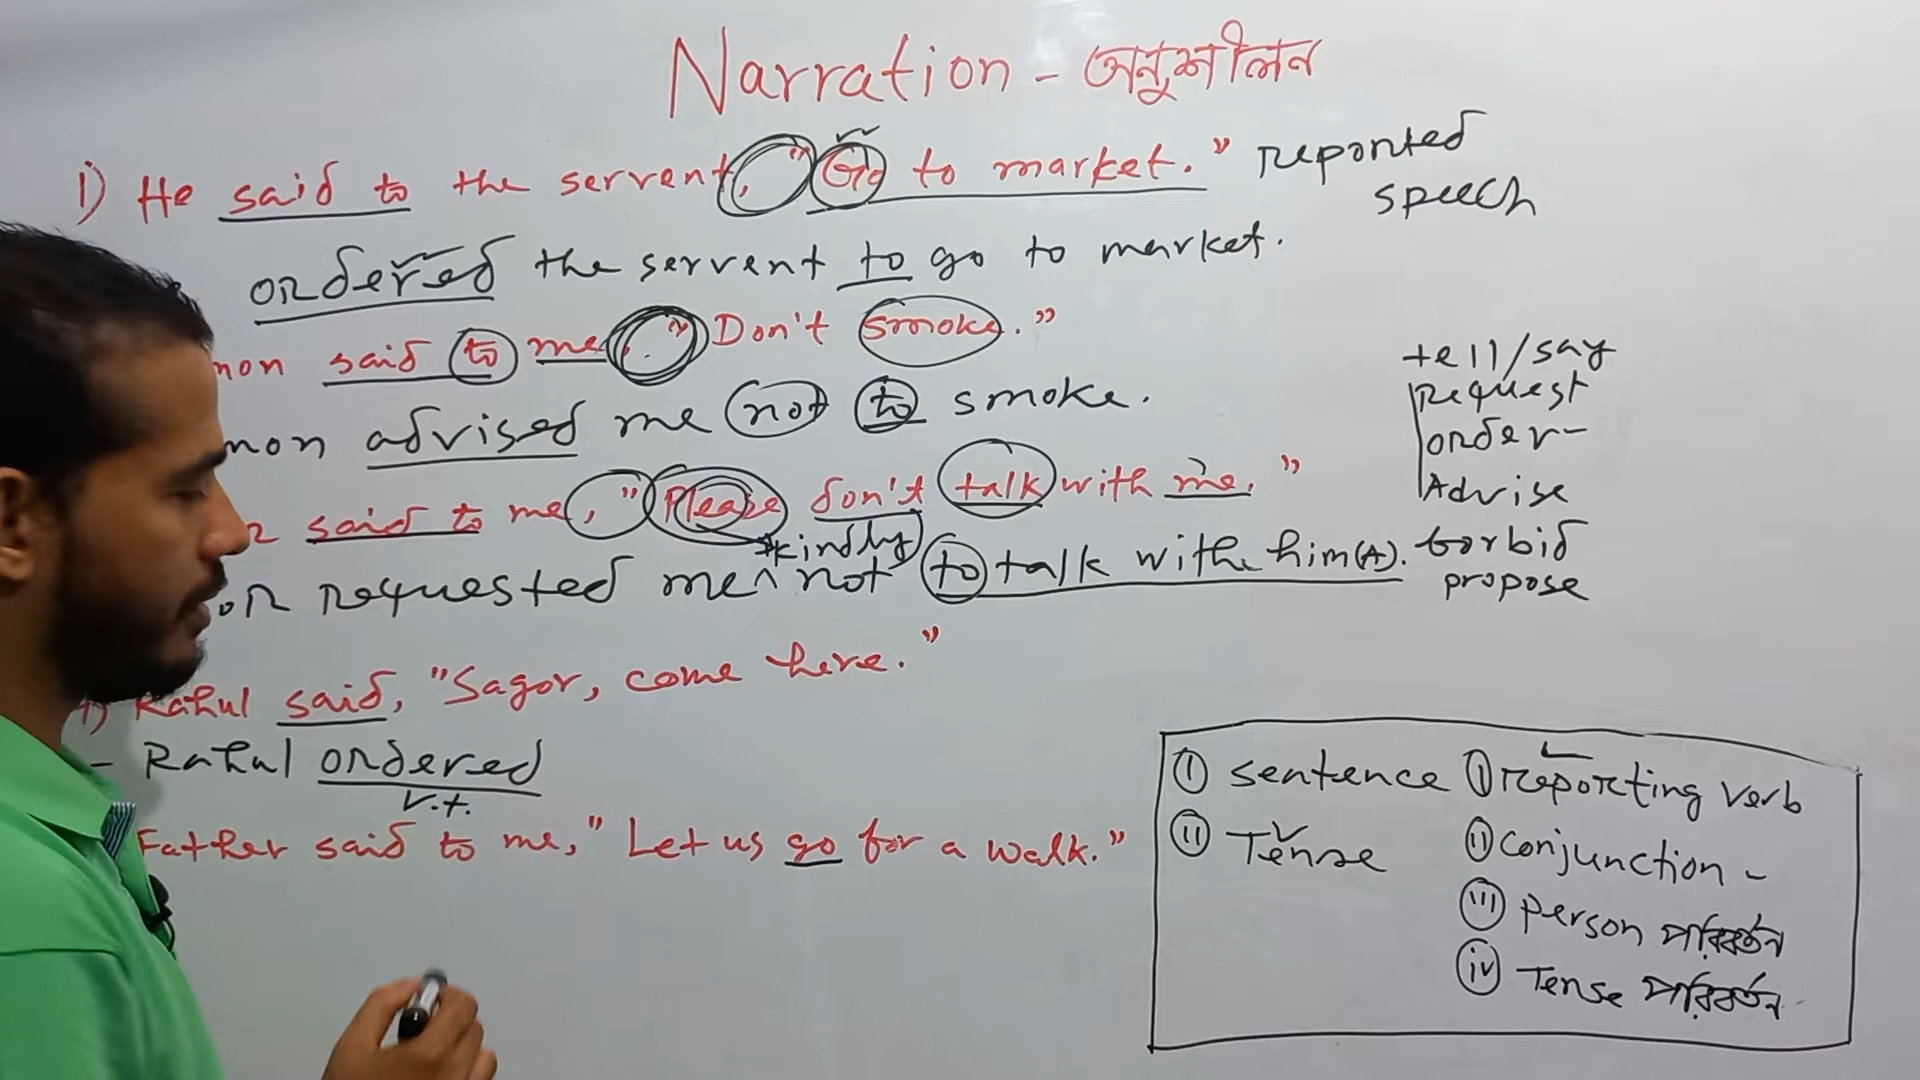 Narration - অনুশীলন
i) He said to the servent, "Go to market." reported speech
ordered the servent to go to market.
mon said to me, "Don't smoke."
mon advised me not to smoke.
said to me, "Please don't talk with me."
or requested me kindly not to talk with him(A).
tell/say
request
order-
Advise
forbid
propose
Rahul said, "Sagor, come here."
- Rahul ordered
v.t.
Father said to me, "Let us go for a walk."
i sentence
ii Tense
i reporting verb
ii conjunction -
iii person পরিবর্তন
iv Tense পরিবর্তন